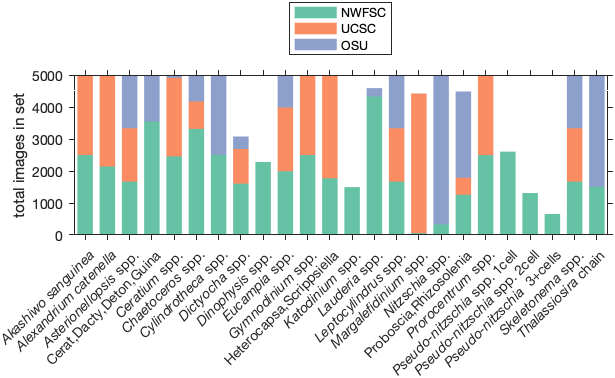 NWFSC
UCSC
OSU
total images in set
5000
4000
3000
2000
1000
0
Akashiwo sanguinea
Alexandrium catenella
Asterionellopsis spp.
Cerat,Dacty,Deton,Guina
Ceratium spp.
Chaetoceros spp.
Cylindrotheca spp.
Dictyocha spp.
Dinophysis spp.
Eucampia spp.
Gymnodinium spp.
Heterocapsa,Scrippsiella
Katodinium spp.
Lauderia spp.
Leptocylindrus spp.
Margalefidinium spp.
Nitzschia spp.
Proboscia,Rhizosolenia
Prorocentrum spp.
Pseudo-nitzschia spp. 1cell
Pseudo-nitzschia spp. 2cell
Pseudo-nitzschia 3+cells
Skeletonema spp.
Thalassiosira chain